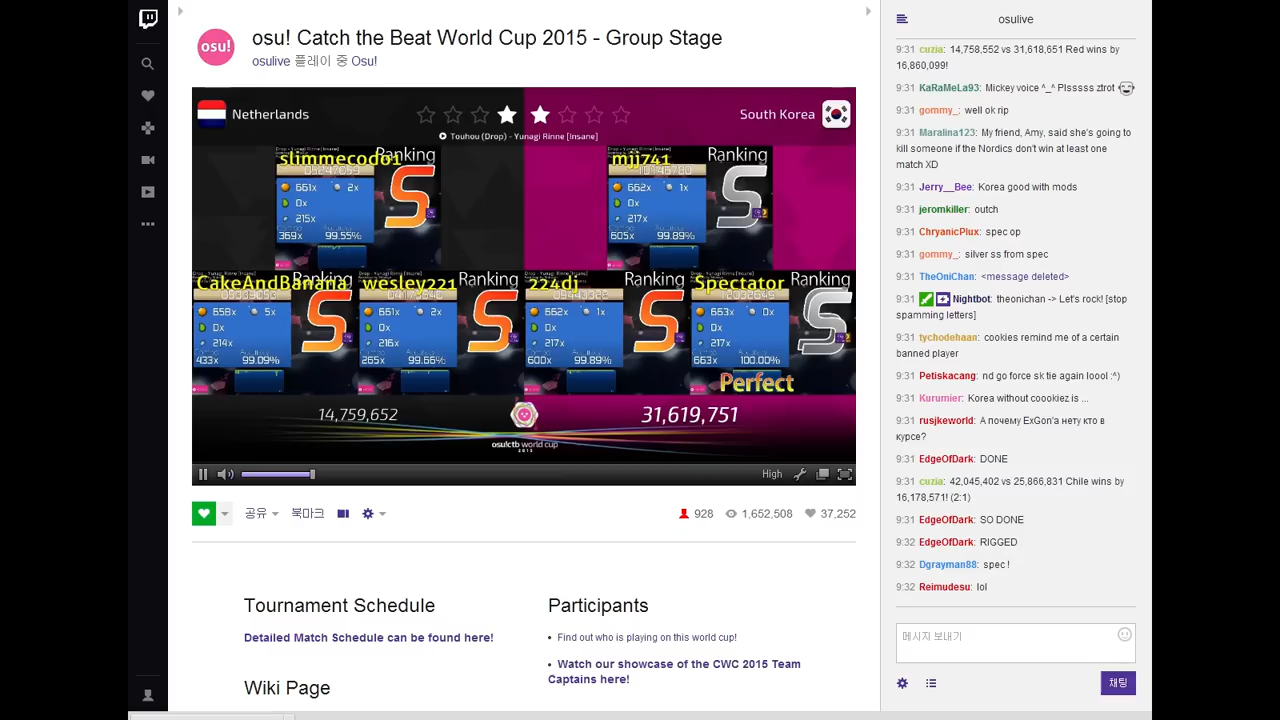 osu!
osu! Catch the Beat World Cup 2015 - Group Stage
osulive 플레이 중 Osu!
Netherlands
South Korea
Touhou (Drop) - Yunagi Rinne [Insane]
slimmecodo1
Ranking
661x 2x
0x
215x
369x 99.55%
mjj741
Ranking
662x 1x
0x
217x
605x 99.89%
CakeAndBanana
Ranking
658x 5x
0x
214x
433x 99.09%
wesley221
Ranking
661x 2x
0x
216x
265x 99.66%
224dj
Ranking
662x 1x
0x
217x
600x 99.89%
Spectator
Ranking
663x 0x
0x
217x
663x 100.00%
Perfect
14,759,652
31,619,751
osu!ctb world cup
2015
High
공유
북마크
928
1,652,508
37,252
Tournament Schedule
Detailed Match Schedule can be found here!
Wiki Page
Participants
• Find out who is playing on this world cup!
• Watch our showcase of the CWC 2015 Team
Captains here!
osulive
9:31 cuzia: 14,758,552 vs 31,618,651 Red wins by
16,860,099!
9:31 KaRaMeLa93: Mickey voice ^_^ Plsssss ztrot
9:31 gommy_: well ok rip
9:31 Maralina123: My friend, Amy, said she's going to
kill someone if the Nordics don't win at least one
match XD
9:31 Jerry__Bee: Korea good with mods
9:31 jeromkiller: outch
9:31 ChryanicPlux: spec op
9:31 gommy_: silver ss from spec
9:31 TheOniChan: <message deleted>
9:31 Nightbot: theonichan -> Let's rock! [stop
spamming letters]
9:31 tychodehaan: cookies remind me of a certain
banned player
9:31 Petiskacang: nd go force sk tie again loool :^)
9:31 Kurumier: Korea without coookiez is ...
9:31 rusjkeworld: А почему ExGon'а нету кто в
курсе?
9:31 EdgeOfDark: DONE
9:31 cuzia: 42,045,402 vs 25,866,831 Chile wins by
16,178,571! (2:1)
9:31 EdgeOfDark: SO DONE
9:32 EdgeOfDark: RIGGED
9:32 Dgrayman88: spec !
9:32 Reimudesu: lol
메시지 보내기
채팅